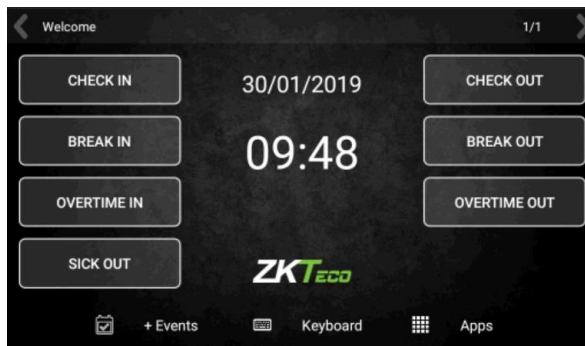 Welcome 1/1
CHECK IN
30/01/2019
CHECK OUT
BREAK IN
09:48
BREAK OUT
OVERTIME IN
OVERTIME OUT
SICK OUT
ZKTeco
+ Events Keyboard Apps